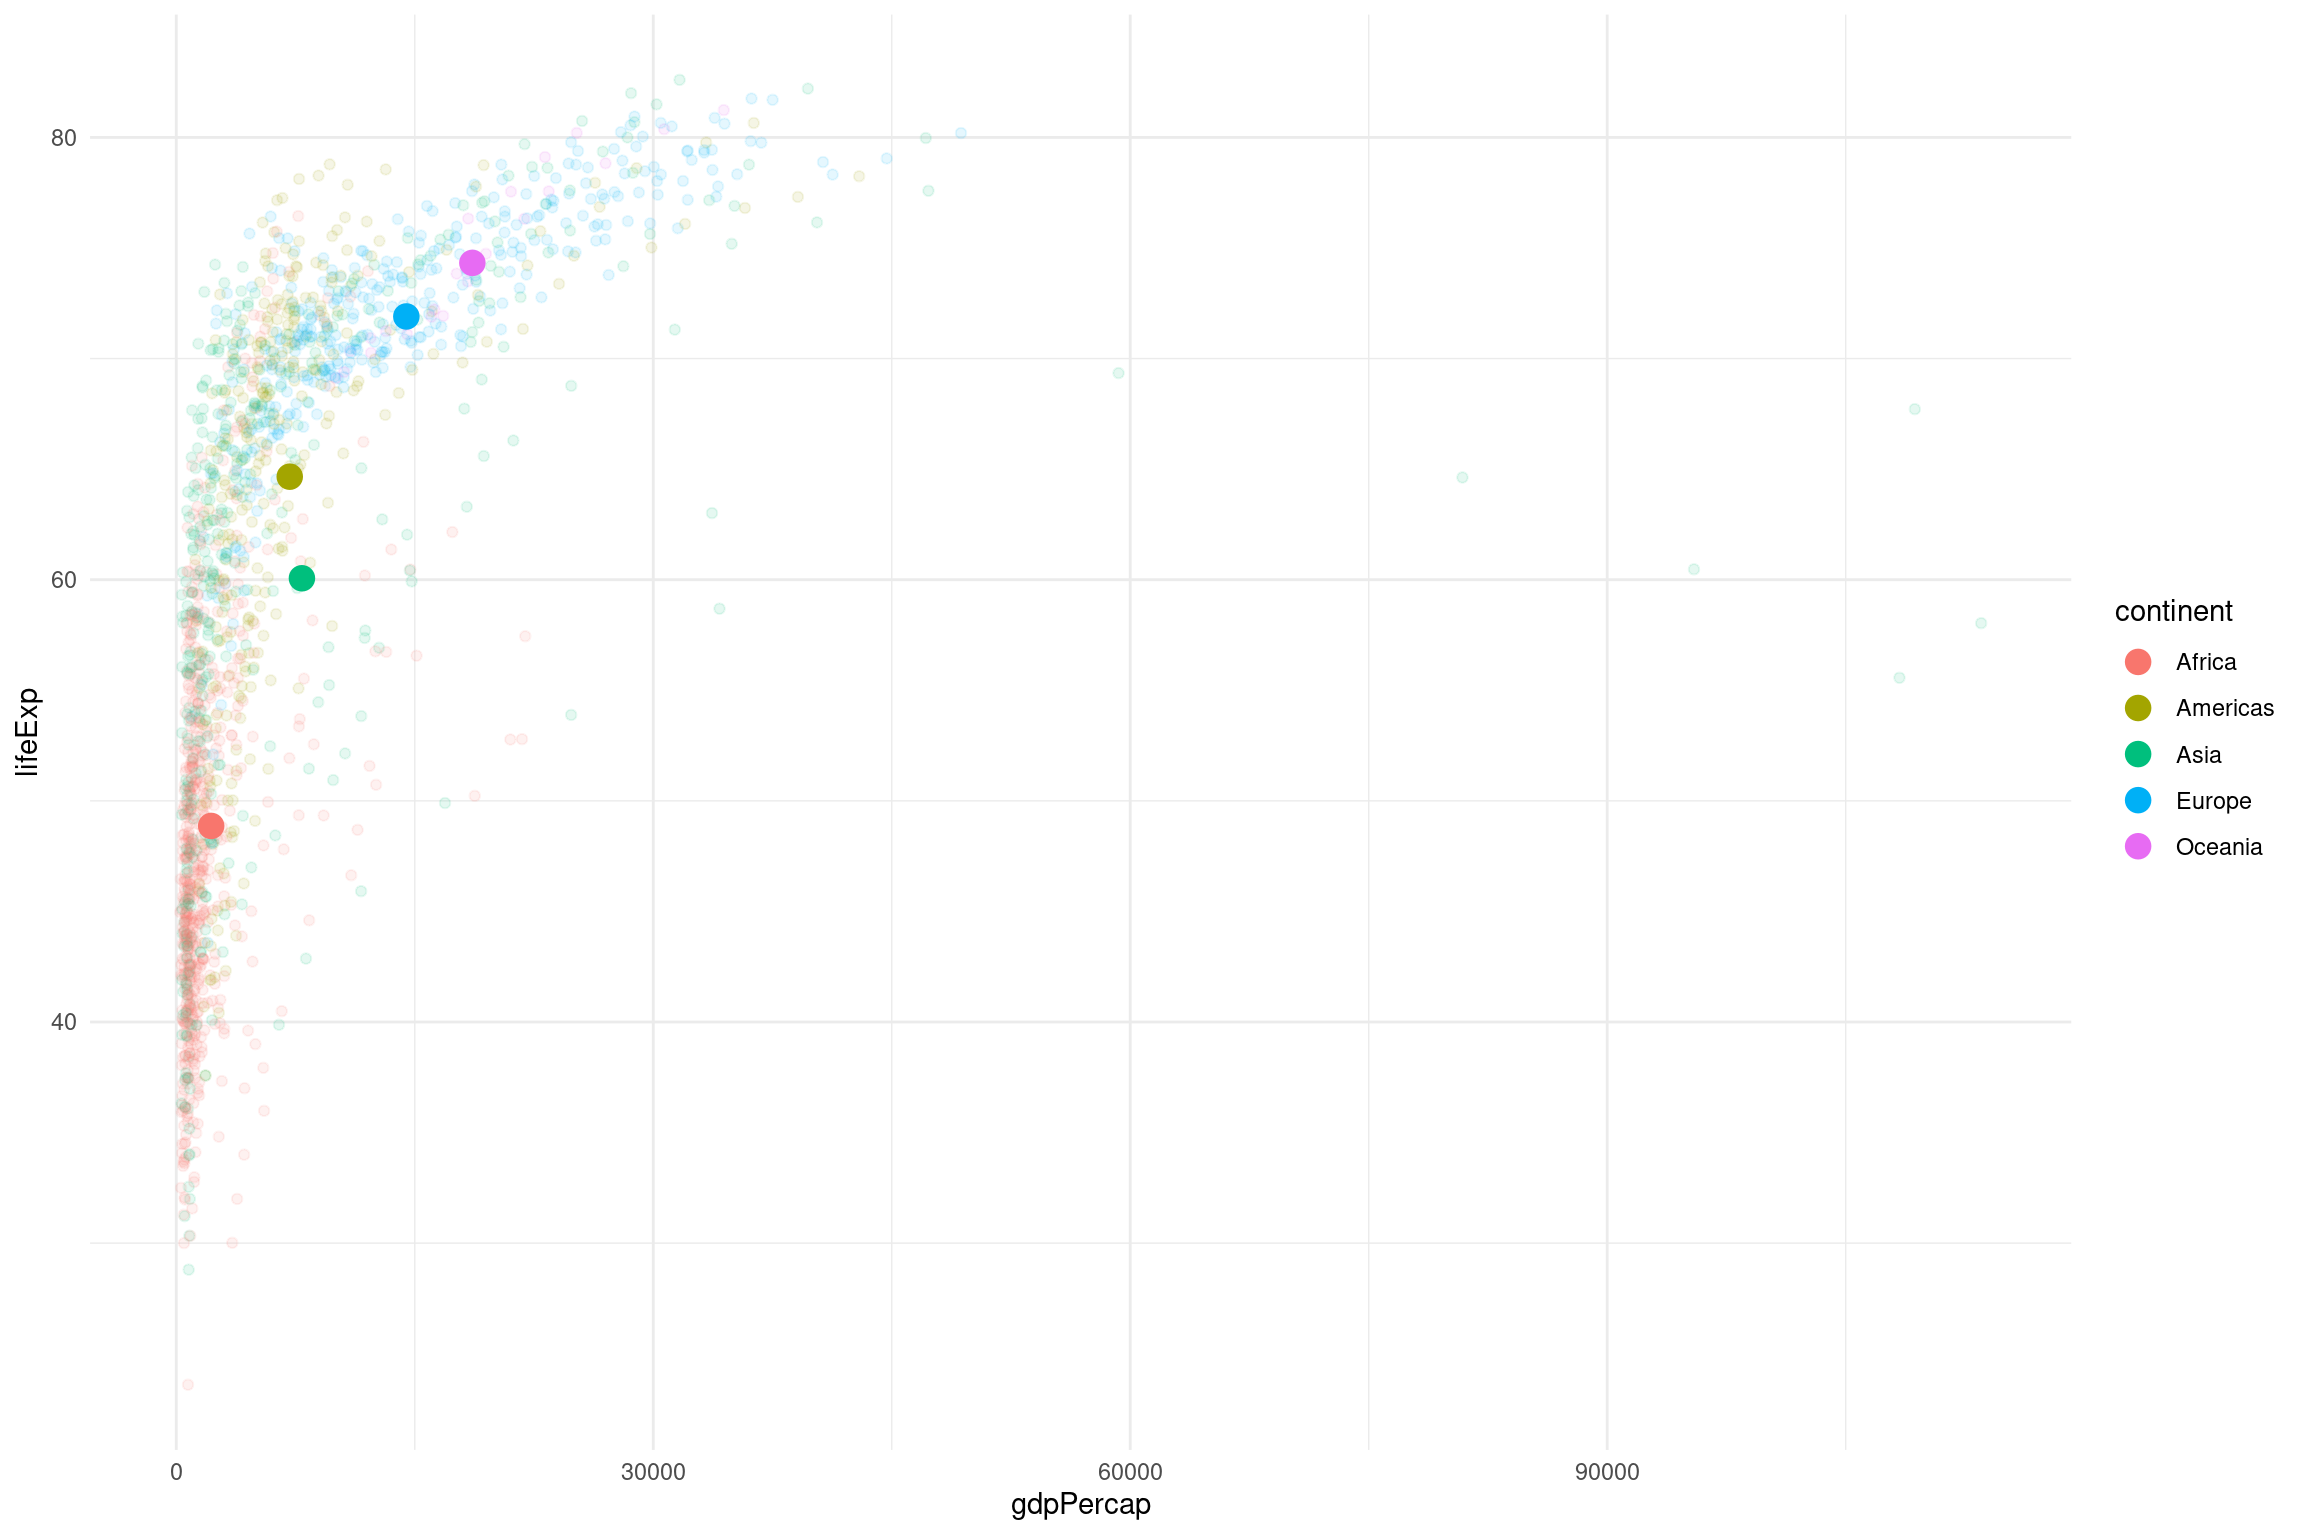 80
60
40
lifeExp
0 30000 60000 90000
gdpPercap
continent
Africa
Americas
Asia
Europe
Oceania